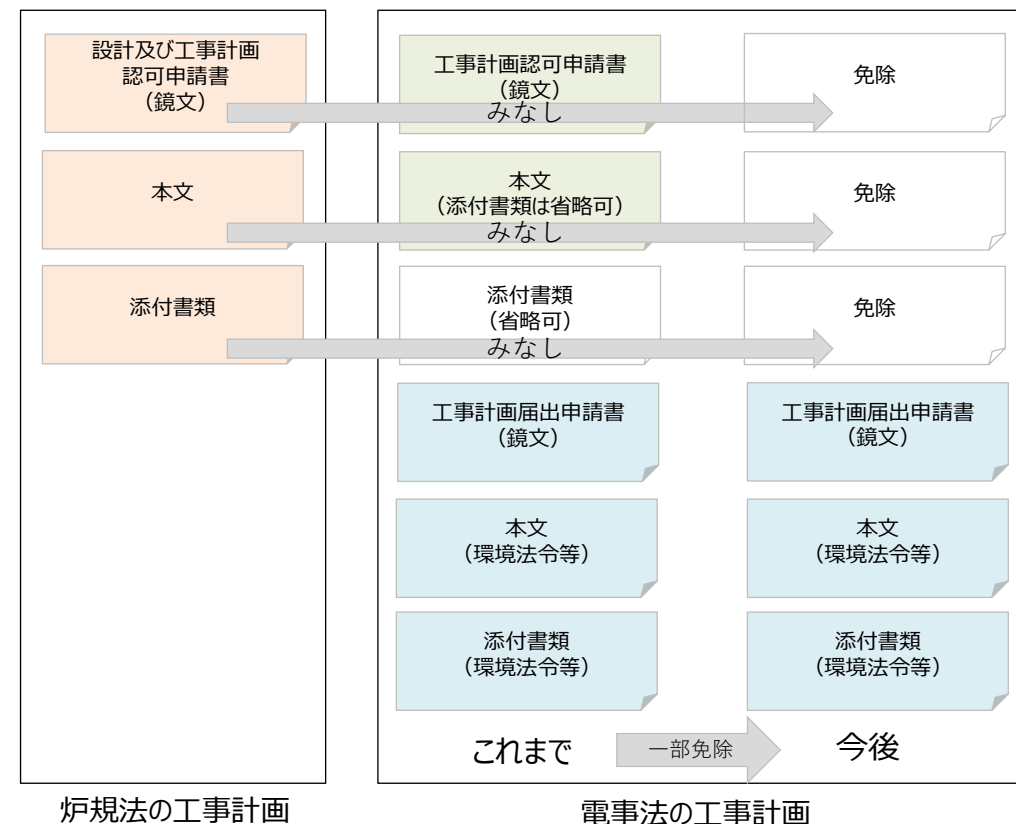 設計及び工事計画
認可申請書
（鏡文）
本文
添付書類
工事計画認可申請書
（鏡文）
みなし
免除
本文
（添付書類は省略可）
みなし
免除
添付書類
（省略可）
みなし
免除
工事計画届出申請書
（鏡文）
工事計画届出申請書
（鏡文）
本文
（環境法令等）
本文
（環境法令等）
添付書類
（環境法令等）
添付書類
（環境法令等）
これまで
一部免除
今後
炉規法の工事計画
電事法の工事計画